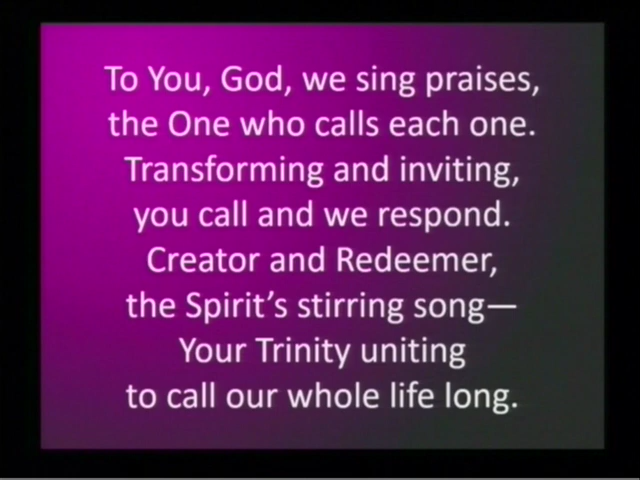 To You, God, we sing praises,
the One who calls each one.
Transforming and inviting,
you call and we respond.
Creator and Redeemer,
the Spirit's stirring song—
Your Trinity uniting
to call our whole life long.